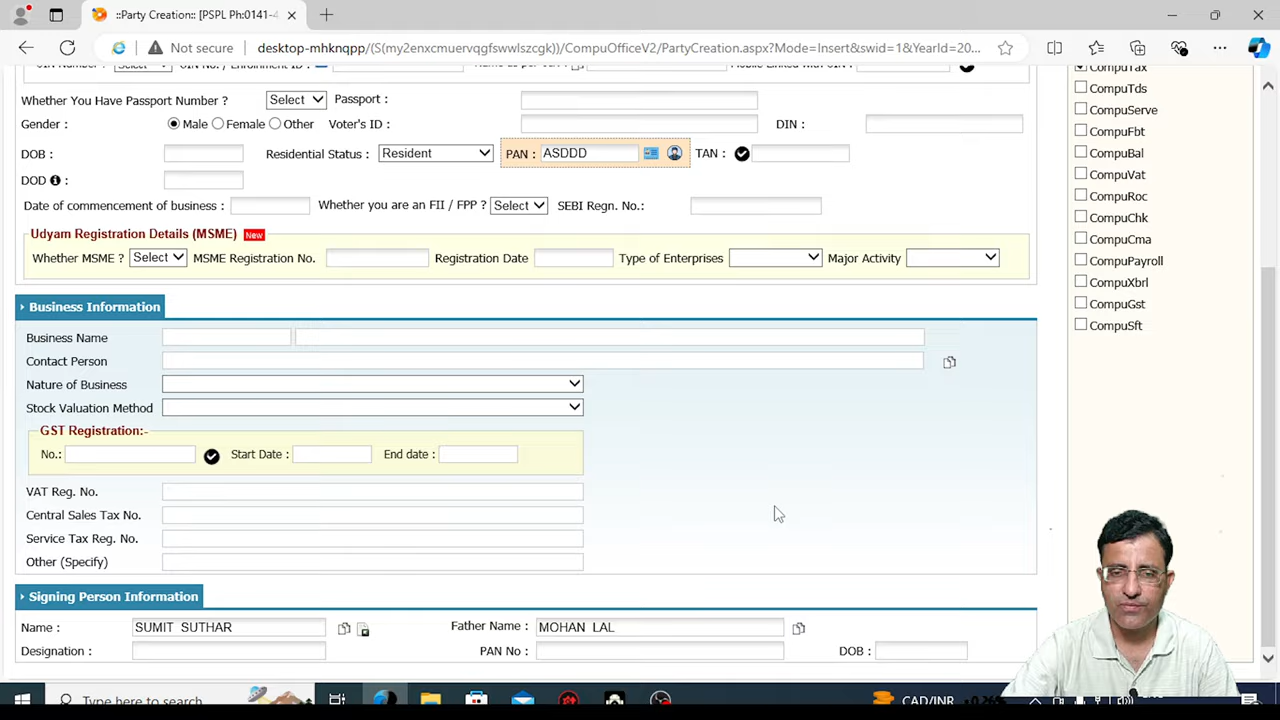 ::Party Creation:: [PSPL Ph:0141-4
Not secure desktop-mhknqpp/(S(my2enxcmuervqgfswwlszcga))/CompuOfficeV2/PartyCreation.aspx?Mode=Insert&swid=1&YearId=20...
CompuTax
Whether You Have Passport Number ? Select Passport :
CompuTds
Gender : Male Female Other Voter's ID : DIN :
CompuServe
CompuFbt
DOB : Residential Status : Resident PAN : ASDDD TAN :
CompuBal
DOD :
CompuVat
Date of commencement of business : Whether you are an FII / FPP ? Select SEBI Regn. No.:
CompuRoc
CompuChk
Udyam Registration Details (MSME) New
CompuCma
Whether MSME ? Select MSME Registration No. Registration Date Type of Enterprises Major Activity
CompuPayroll
CompuXbrl
Business Information
CompuGst
CompuSft
Business Name
Contact Person
Nature of Business
Stock Valuation Method
GST Registration:-
No.: Start Date : End date :
VAT Reg. No.
Central Sales Tax No.
Service Tax Reg. No.
Other (Specify)
Signing Person Information
Name : SUMIT SUTHAR Father Name : MOHAN LAL
Designation : PAN No : DOB :
Type here to search CAD/INR